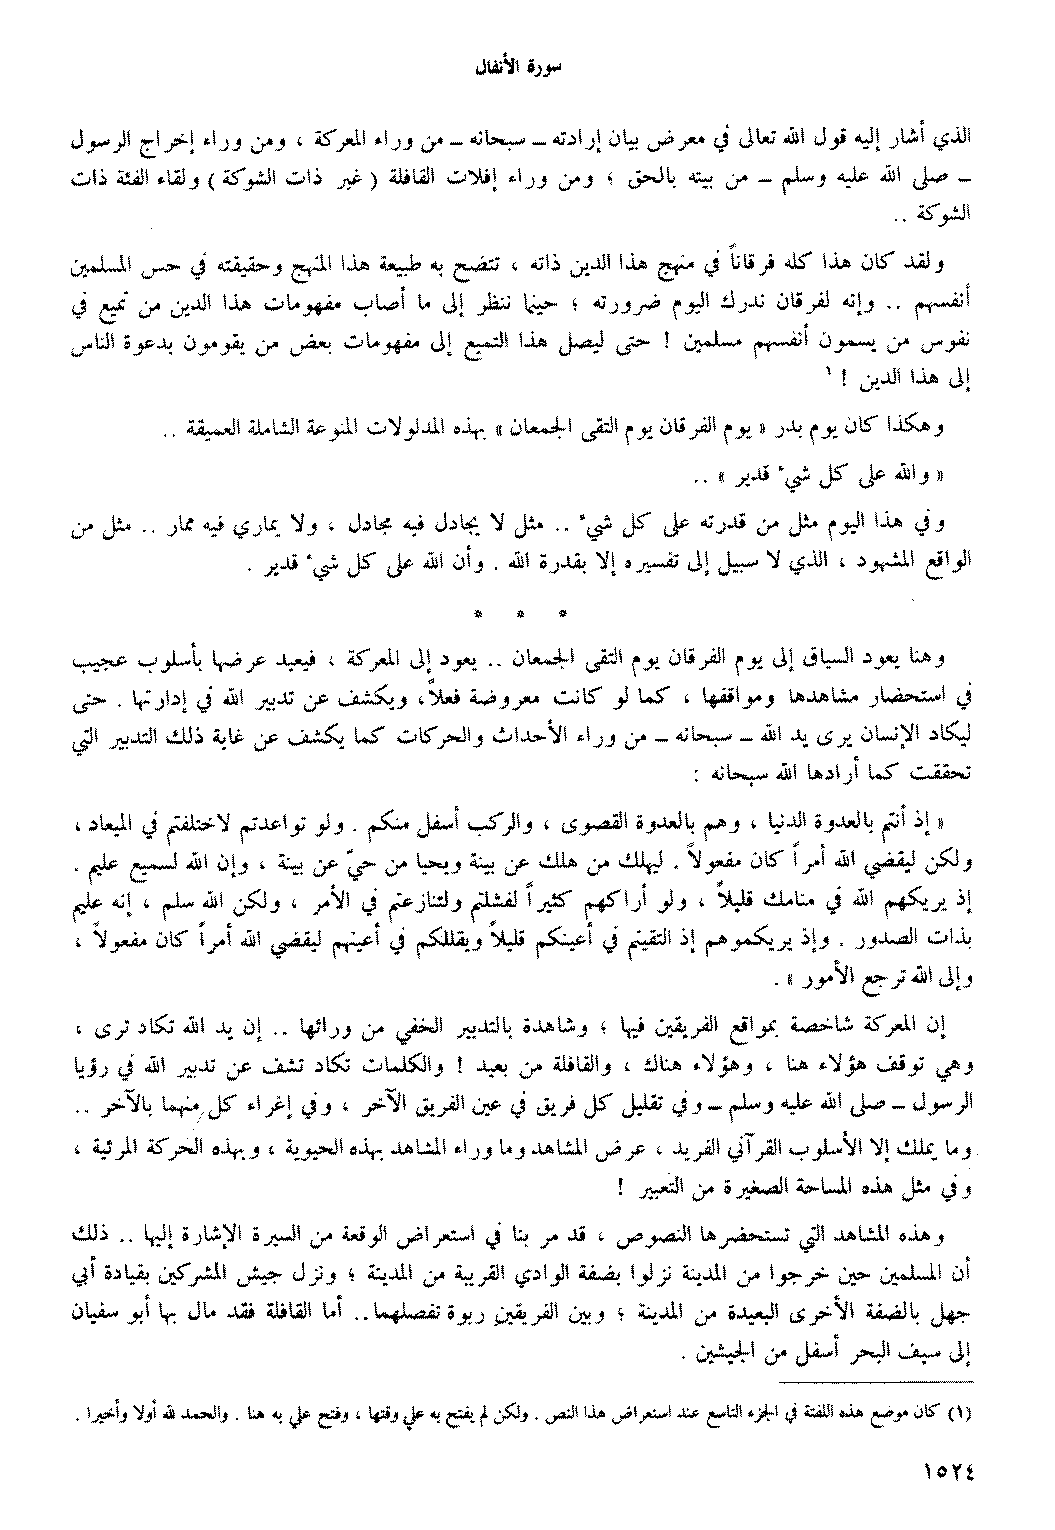 سورة الأنفال
الذي أشار إليه قول الله تعالى في معرض بيان إرادته ـ سبحانه ـ من وراء المعركة ، ومن وراء إخراج الرسول
ـ صلى الله عليه وسلم ـ من بيته بالحق ؛ ومن وراء إفلات القافلة ( غير ذات الشوكة ) ولقاء الفئة ذات
الشوكة ..
ولقد كان هذا كله فرقاناً في منهج هذا الدين ذاته ، تتضح به طبيعة هذا المنهج وحقيقته في حس المسلمين
أنفسهم .. وإنه لفرقان ندرك اليوم ضرورته ؛ حينما ننظر إلى ما أصاب مفهومات هذا الدين من تميع في
نفوس من يسمون أنفسهم مسلمين ! حتى ليصل هذا التميع إلى مفهومات بعض من يقومون بدعوة الناس
إلى هذا الدين ! ١
وهكذا كان يوم بدر « يوم الفرقان يوم التقى الجمعان » بهذه المدلولات المنوعة الشاملة العميقة ..
« والله على كل شيء قدير » ..
وفي هذا اليوم مثل من قدرته على كل شيء .. مثل لا يجادل فيه مجادل ، ولا يماري فيه ممار .. مثل من
الواقع المشهود ، الذي لا سبيل إلى تفسيره إلا بقدرة الله . وأن الله على كل شيء قدير .
* * *
وهنا يعود السياق إلى يوم الفرقان يوم التقى الجمعان .. يعود إلى المعركة ، فيعيد عرضها بأسلوب عجيب
في استحضار مشاهدها ومواقفها ، كما لو كانت معروضة فعلاً، ويكشف عن تدبير الله في إدارتها . حتى
ليكاد الإنسان يرى يد الله ـ سبحانه ـ من وراء الأحداث والحركات كما يكشف عن غاية ذلك التدبير التي
تحققت كما أرادها الله سبحانه :
« إذ أنتم بالعدوة الدنيا ، وهم بالعدوة القصوى ، والركب أسفل منكم . ولو تواعدتم لاختلفتم في الميعاد ،
ولكن ليقضي الله أمراً كان مفعولاً . ليهلك من هلك عن بينة ويحيا من حيّ عن بينة ، وإن الله لسميع عليم .
إذ يريكهم الله في منامك قليلاً ، ولو أراكهم كثيراً لفشلتم ولتنازعتم في الأمر ، ولكن الله سلم ، إنه عليم
بذات الصدور . وإذ يريكموهم إذ التقيتم في أعينكم قليلاً ويقللكم في أعينهم ليقضي الله أمراً كان مفعولاً ،
وإلى الله ترجع الأمور » .
إن المعركة شاخصة بمواقع الفريقين فيها ؛ وشاهدة بالتدبير الخفي من ورائها .. إن يد الله تكاد ترى ،
وهي توقف هؤلاء هنا ، وهؤلاء هناك ، والقافلة من بعيد ! والكلمات تكاد تشف عن تدبير الله في رؤيا
الرسول ـ صلى الله عليه وسلم ـ وفي تقليل كل فريق في عين الفريق الآخر ، وفي إغراء كل منهما بالآخر ..
وما يملك إلا الأسلوب القرآني الفريد ، عرض المشاهد وما وراء المشاهد بهذه الحيوية ، وبهذه الحركة المرئية ،
وفي مثل هذه المساحة الصغيرة من التعبير !
وهذه المشاهد التي تستحضرها النصوص ، قد مر بنا في استعراض الوقعة من السيرة الإشارة إليها .. ذلك
أن المسلمين حين خرجوا من المدينة نزلوا بضفة الوادي القريبة من المدينة ؛ ونزل جيش المشركين بقيادة أبي
جهل بالضفة الأخرى البعيدة من المدينة ؛ وبين الفريقين ربوة تفصلهما.. أما القافلة فقد مال بها أبو سفيان
إلى سيف البحر أسفل من الجيشين .
(١) كان موضع هذه اللفتة في الجزء التاسع عند استعراض هذا النص . ولكن لم يفتح به علي وقتها ، وفتح علي به هنا . والحمد لله أولا وأخيرا .
١٥٢٤